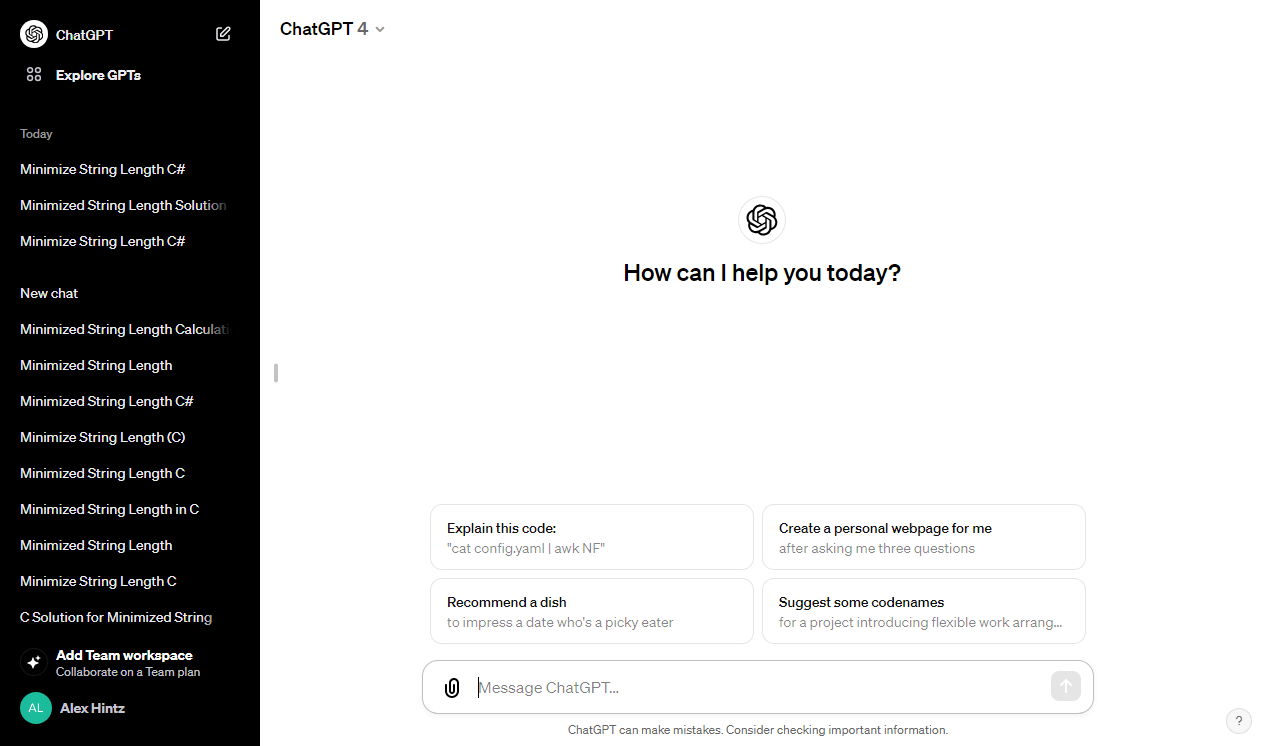 ChatGPT
Explore GPTs
Today
Minimize String Length C#
Minimized String Length Solution
Minimize String Length C#
New chat
Minimized String Length Calculati
Minimized String Length
Minimized String Length C#
Minimize String Length (C)
Minimized String Length C
Minimized String Length in C
Minimized String Length
Minimize String Length C
C Solution for Minimized String
Add Team workspace
Collaborate on a Team plan
AL Alex Hintz
ChatGPT 4
How can I help you today?
Explain this code:
"cat config.yaml | awk NF"
Create a personal webpage for me
after asking me three questions
Recommend a dish
to impress a date who's a picky eater
Suggest some codenames
for a project introducing flexible work arrang...
Message ChatGPT...
ChatGPT can make mistakes. Consider checking important information.
?